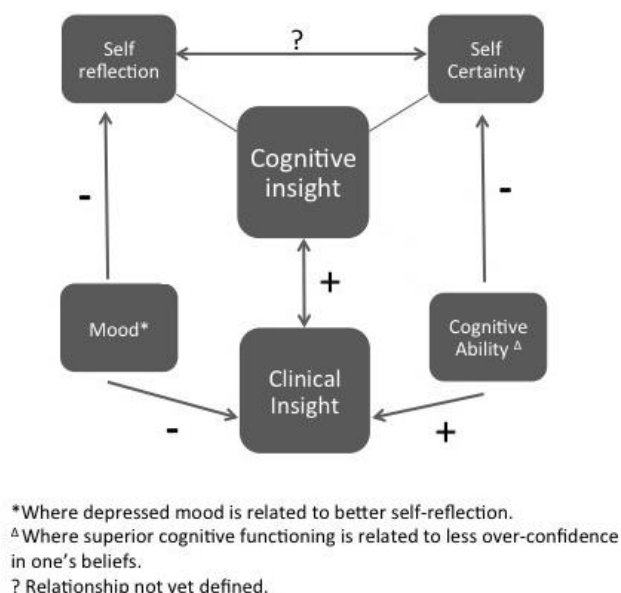 Self
reflection
?
Self
Certainty
Cognitive
insight
-
-
+
Mood*
Cognitive
Ability Δ
Clinical
Insight
-
+
*Where depressed mood is related to better self-reflection.
Δ Where superior cognitive functioning is related to less over-confidence
in one's beliefs.
? Relationship not yet defined.